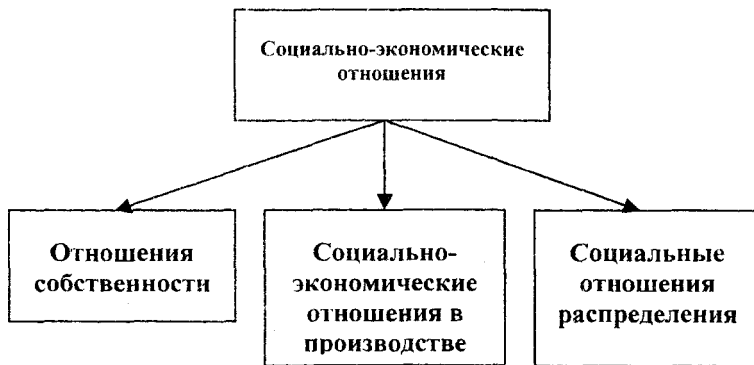 Социально-экономические
отношения
Отношения
собственности
Социально-
экономические
отношения в
производстве
Социальные
отношения
распределения